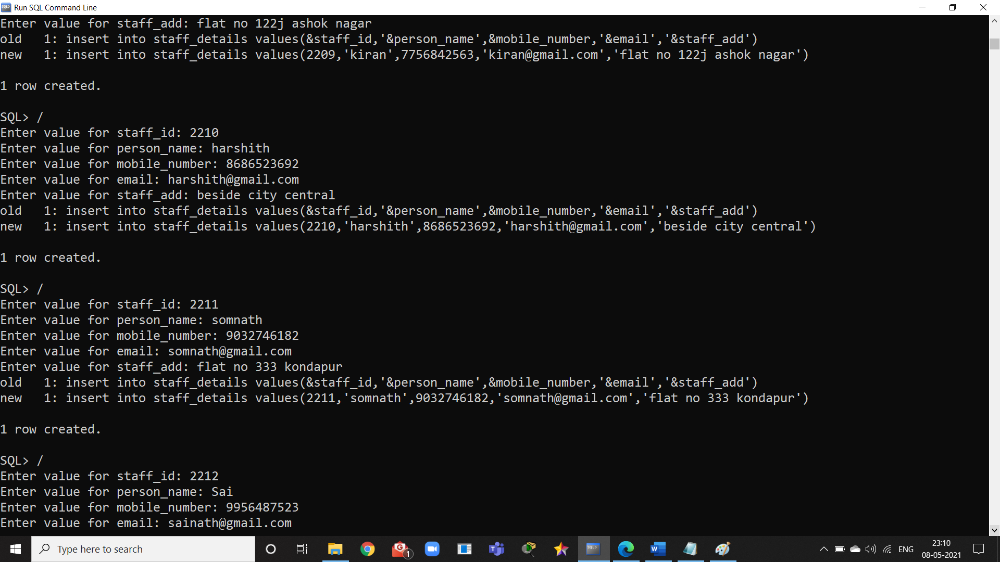 Run SQL Command Line
Enter value for staff_add: flat no 122j ashok nagar
old   1: insert into staff_details values(&staff_id,'&person_name',&mobile_number,'&email','&staff_add')
new   1: insert into staff_details values(2209,'kiran',7756842563,'kiran@gmail.com','flat no 122j ashok nagar')
1 row created.
SQL> /
Enter value for staff_id: 2210
Enter value for person_name: harshith
Enter value for mobile_number: 8686523692
Enter value for email: harshith@gmail.com
Enter value for staff_add: beside city central
old   1: insert into staff_details values(&staff_id,'&person_name',&mobile_number,'&email','&staff_add')
new   1: insert into staff_details values(2210,'harshith',8686523692,'harshith@gmail.com','beside city central')
1 row created.
SQL> /
Enter value for staff_id: 2211
Enter value for person_name: somnath
Enter value for mobile_number: 9032746182
Enter value for email: somnath@gmail.com
Enter value for staff_add: flat no 333 kondapur
old   1: insert into staff_details values(&staff_id,'&person_name',&mobile_number,'&email','&staff_add')
new   1: insert into staff_details values(2211,'somnath',9032746182,'somnath@gmail.com','flat no 333 kondapur')
1 row created.
SQL> /
Enter value for staff_id: 2212
Enter value for person_name: Sai
Enter value for mobile_number: 9956487523
Enter value for email: sainath@gmail.com
Type here to search
1
ENG
23:10
08-05-2021